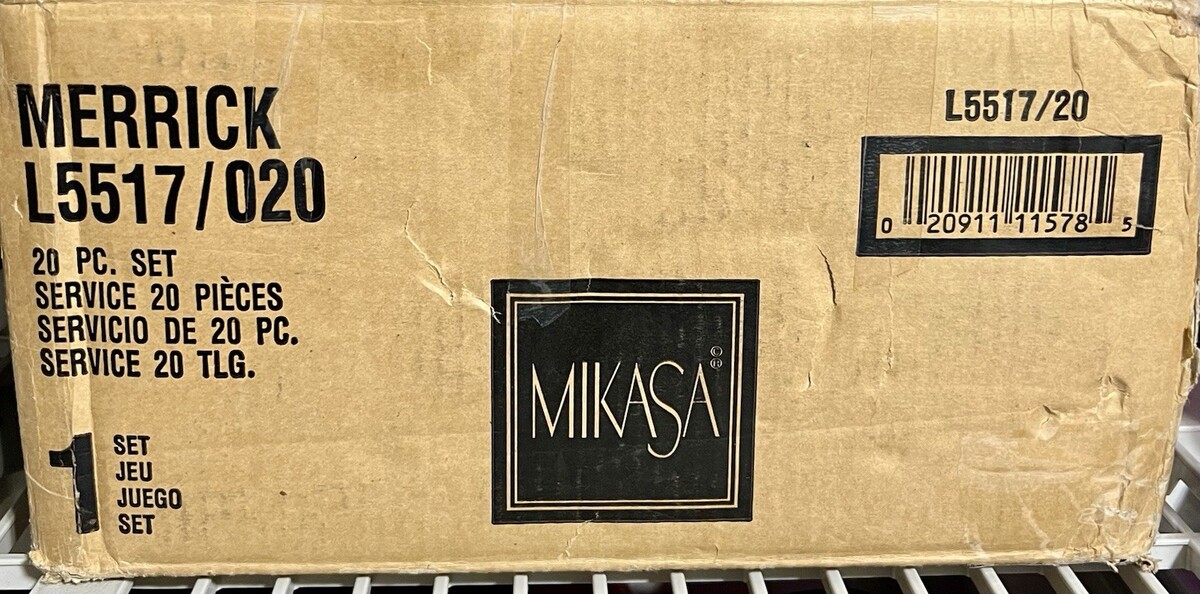 MERRICK
L5517/020
20 PC. SET
SERVICE 20 PIÈCES
SERVICIO DE 20 PC.
SERVICE 20 TLG.
1
SET
JEU
JUEGO
SET
MIKASA©®
L5517/20
0 20911 11578 5